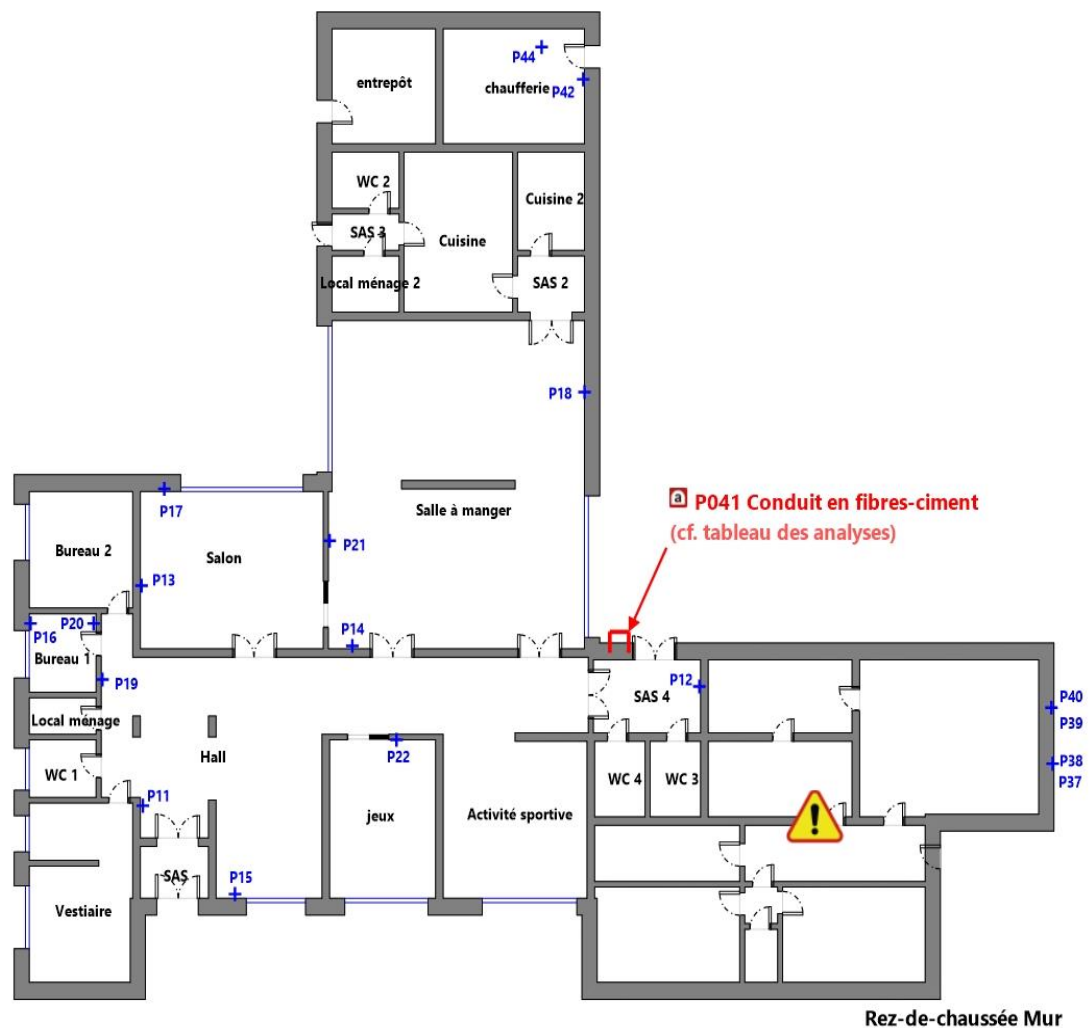 P44
entrepôt
chaufferie
P42
WC 2
Cuisine 2
SAS 3
Cuisine
Local ménage 2
SAS 2
P18
a P041 Conduit en fibres-ciment
(cf. tableau des analyses)
P17
Salle à manger
Bureau 2
Salon
P21
P13
P16
P20
P14
Bureau 1
P19
P12
SAS 4
P40
P39
Local ménage
Hall
P22
P38
P37
WC 1
WC 4
WC 3
P11
jeux
Activité sportive
!
SAS
P15
Vestiaire
Rez-de-chaussée Mur